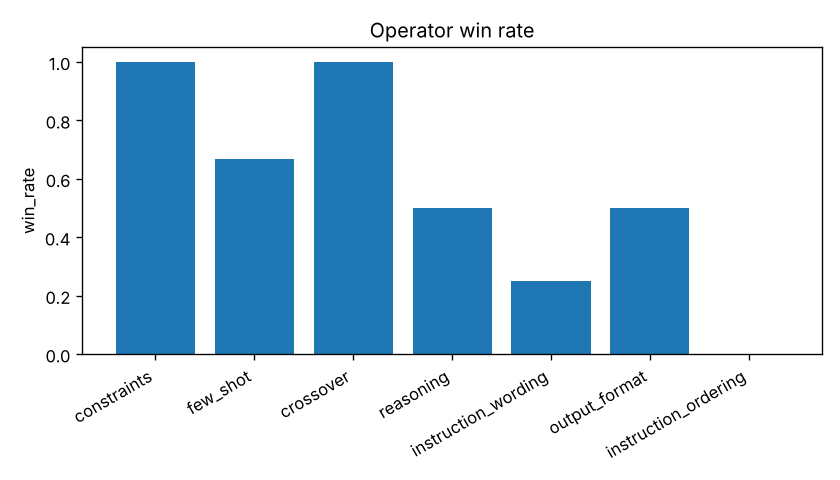 Operator win rate
win_rate
1.0
0.8
0.6
0.4
0.2
0.0
constraints
few_shot
crossover
reasoning
instruction_wording
output_format
instruction_ordering